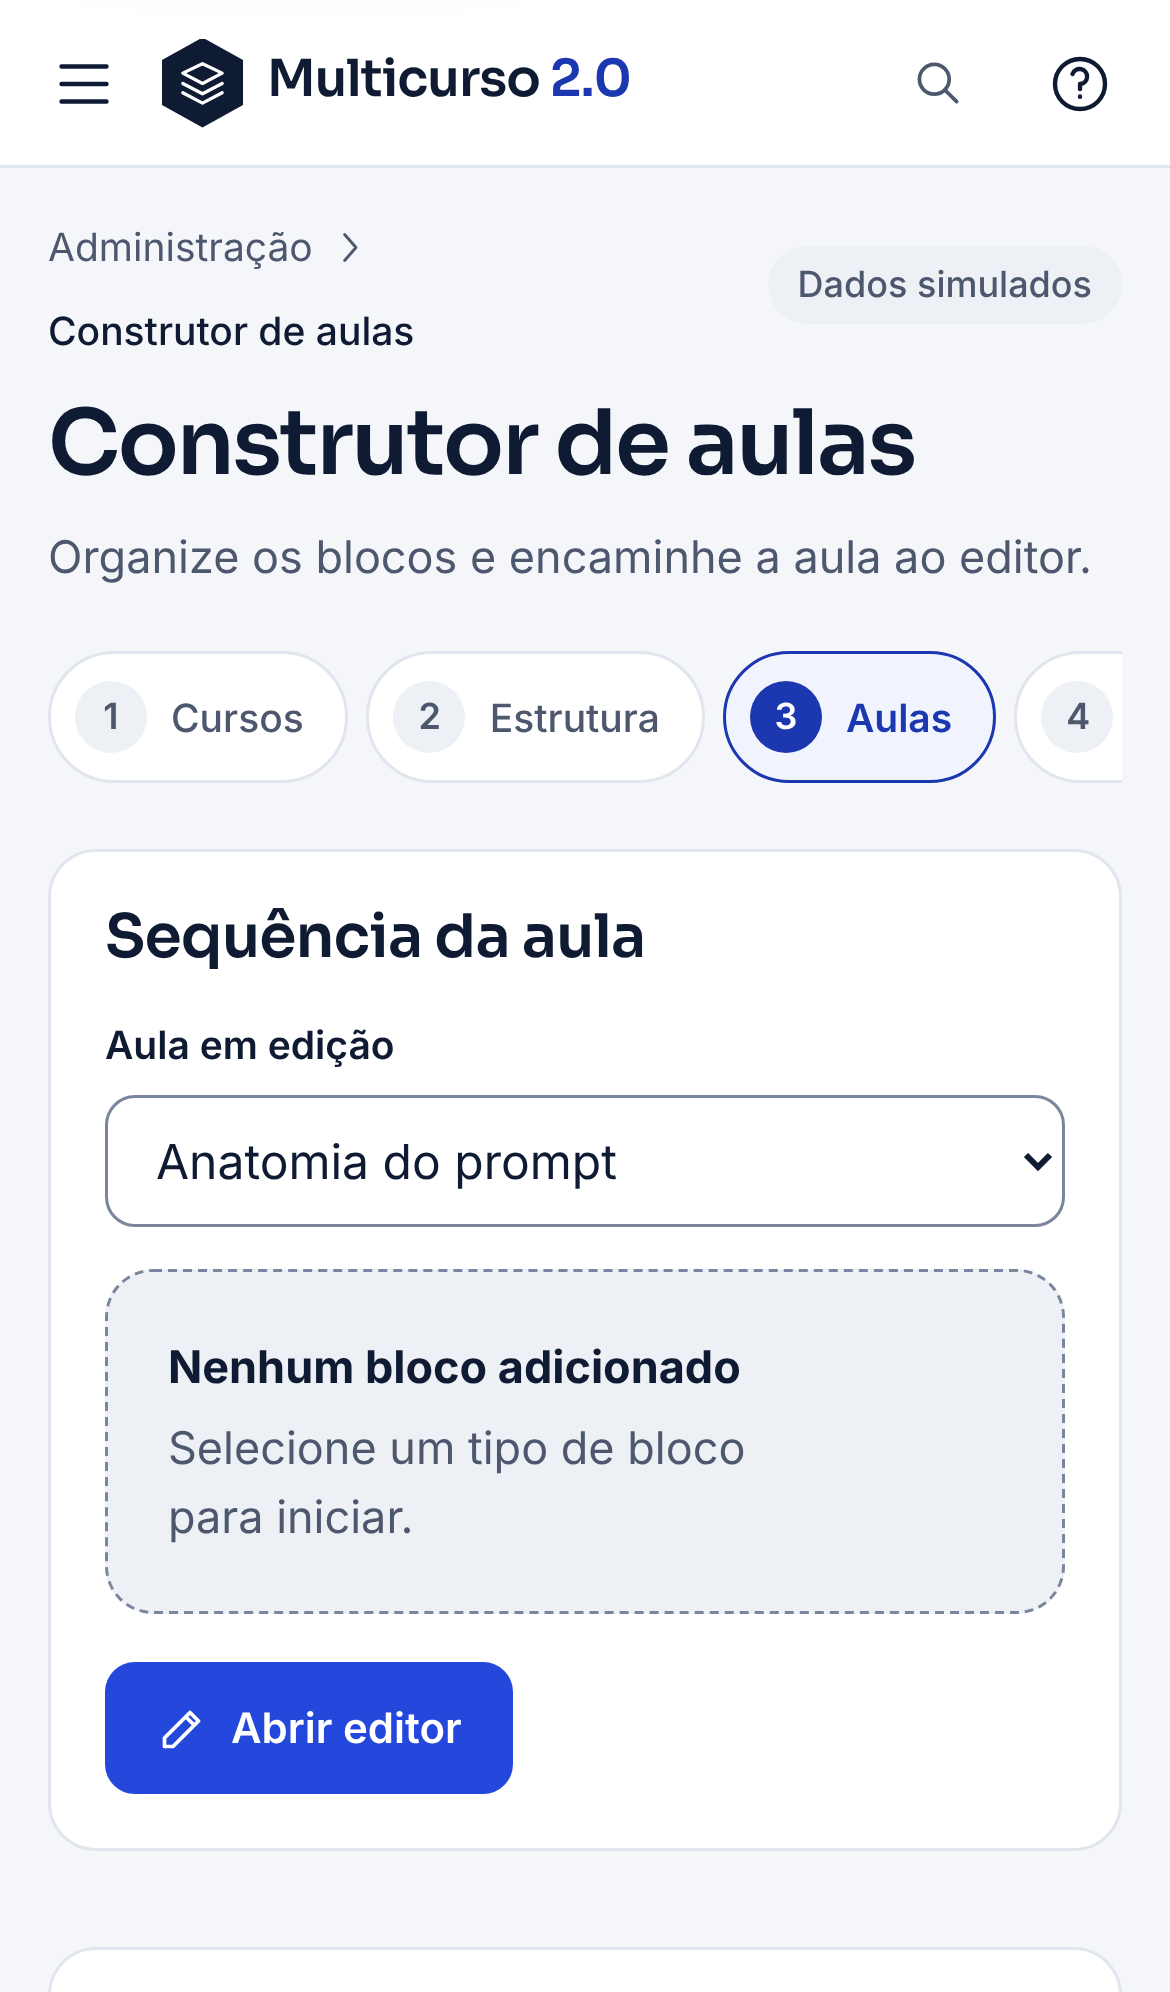 Multicurso 2.0
Administração
Dados simulados
Construtor de aulas
Construtor de aulas
Organize os blocos e encaminhe a aula ao editor.
1 Cursos
2 Estrutura
3 Aulas
4
Sequência da aula
Aula em edição
Anatomia do prompt
Nenhum bloco adicionado
Selecione um tipo de bloco
para iniciar.
Abrir editor